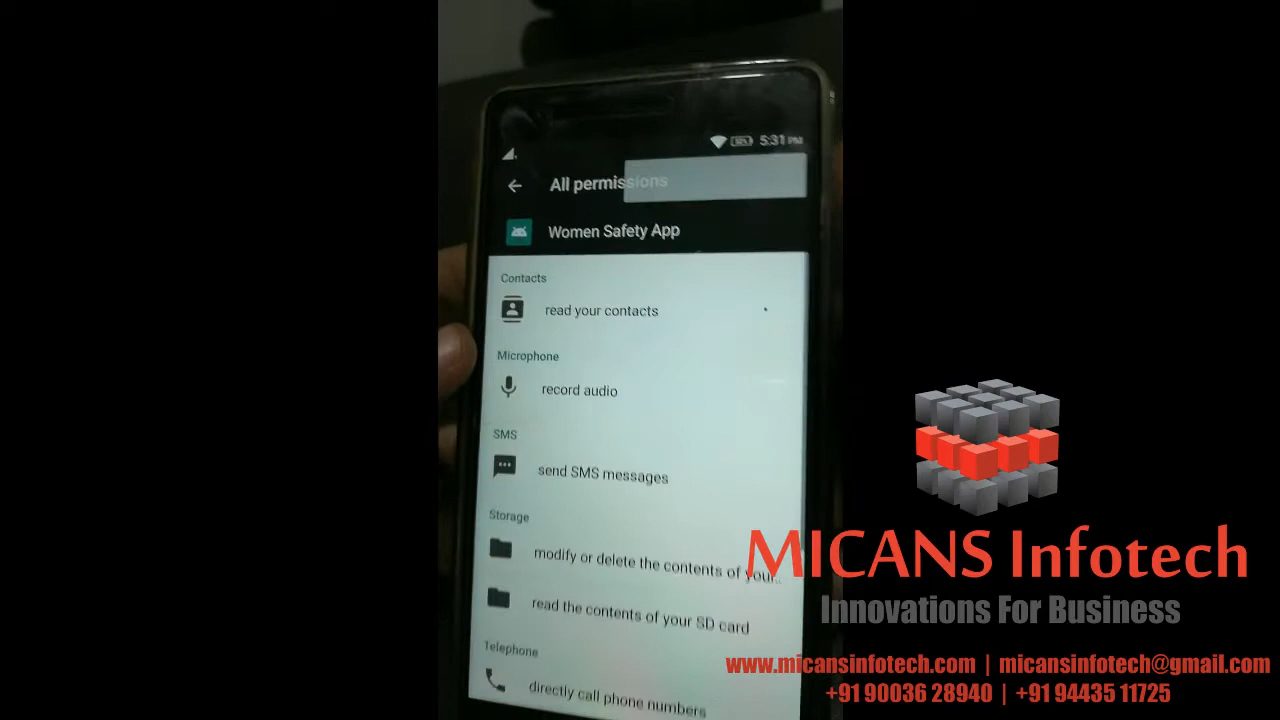 5:31 PM
All permissions
Women Safety App
Contacts
read your contacts
Microphone
record audio
SMS
send SMS messages
Storage
modify or delete the contents of your...
read the contents of your SD card
Telephone
directly call phone numbers
MICANS Infotech
Innovations For Business
www.micansinfotech.com | micansinfotech@gmail.com
+91 90036 28940 | +91 94435 11725